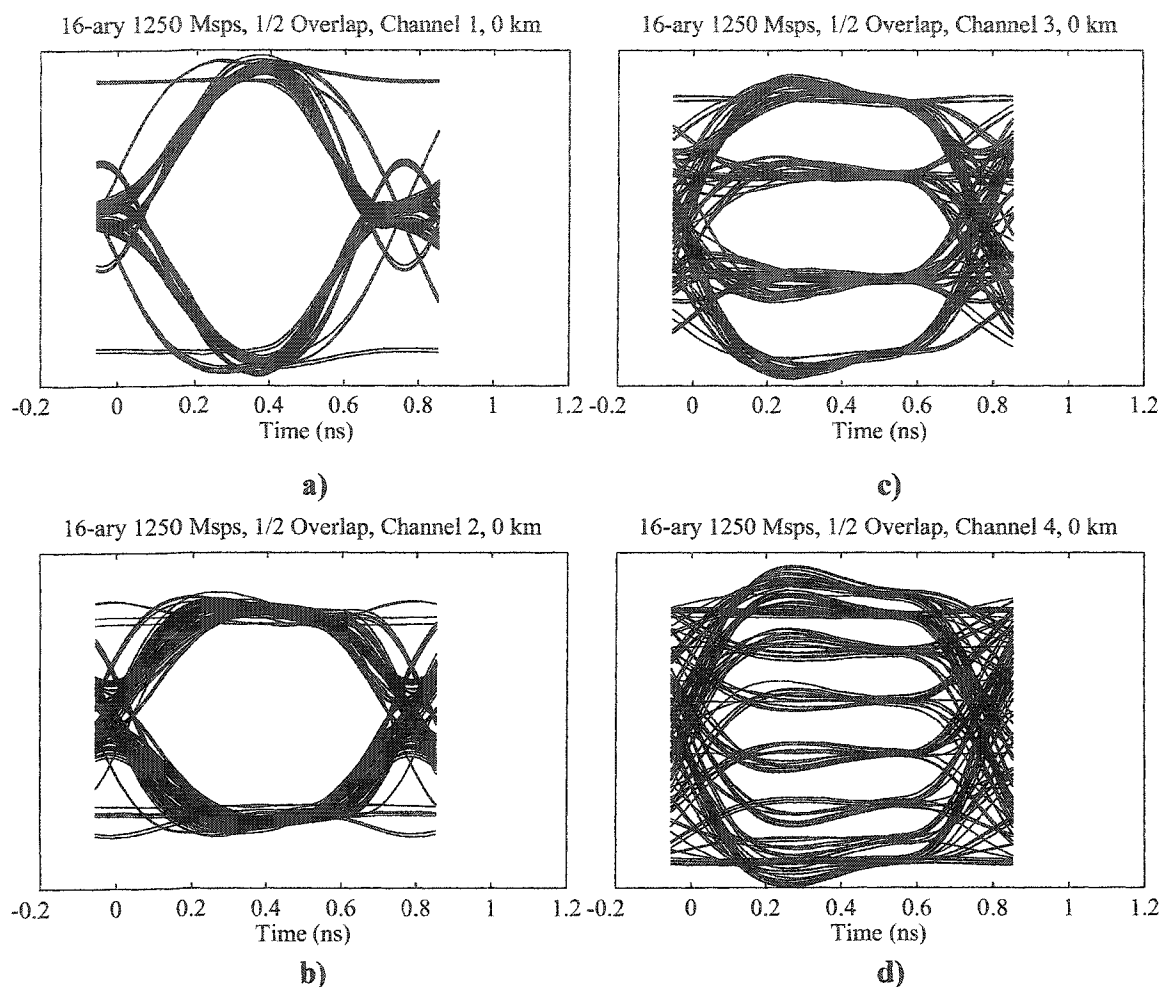 16-ary 1250 Msps, 1/2 Overlap, Channel 1, 0 km
-0.2 0 0.2 0.4 0.6 0.8 1 1.2
Time (ns)
a)
16-ary 1250 Msps, 1/2 Overlap, Channel 2, 0 km
-0.2 0 0.2 0.4 0.6 0.8 1 1.2
Time (ns)
b)
16-ary 1250 Msps, 1/2 Overlap, Channel 3, 0 km
-0.2 0 0.2 0.4 0.6 0.8 1 1.2
Time (ns)
c)
16-ary 1250 Msps, 1/2 Overlap, Channel 4, 0 km
-0.2 0 0.2 0.4 0.6 0.8 1 1.2
Time (ns)
d)